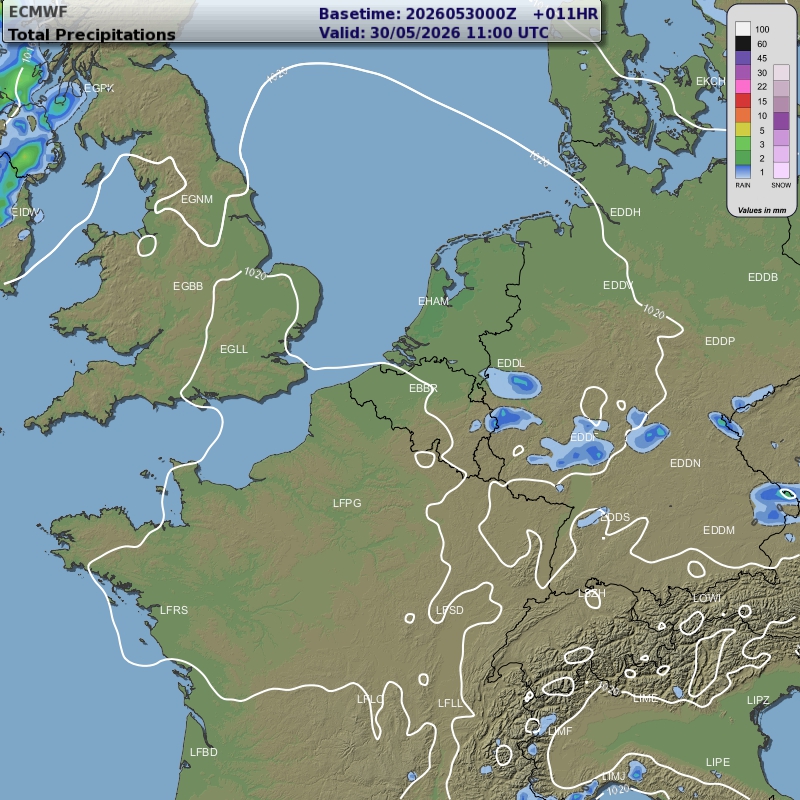 ECMWF
Basetime: 2026053000Z +011HR
Total Precipitations
Valid: 30/05/2026 11:00 UTC
100
60
45
30
22
15
10
5
3
2
1
RAIN
SNOW
Values in mm
1020
EGPK
EKCH
1020
EGNM
EIDW
EDDH
EGBB
1020
EDDV
EDDB
EHAM
1020
EDDP
EGLL
EDDL
EBBR
EDDF
EDDN
LFPG
EDDS
EDDM
LFRS
LFSD
LSZH
LOWI
1020
LFLC
LFLL
LIME
LIPZ
LIMF
LFBD
LIPE
LIMJ
1020